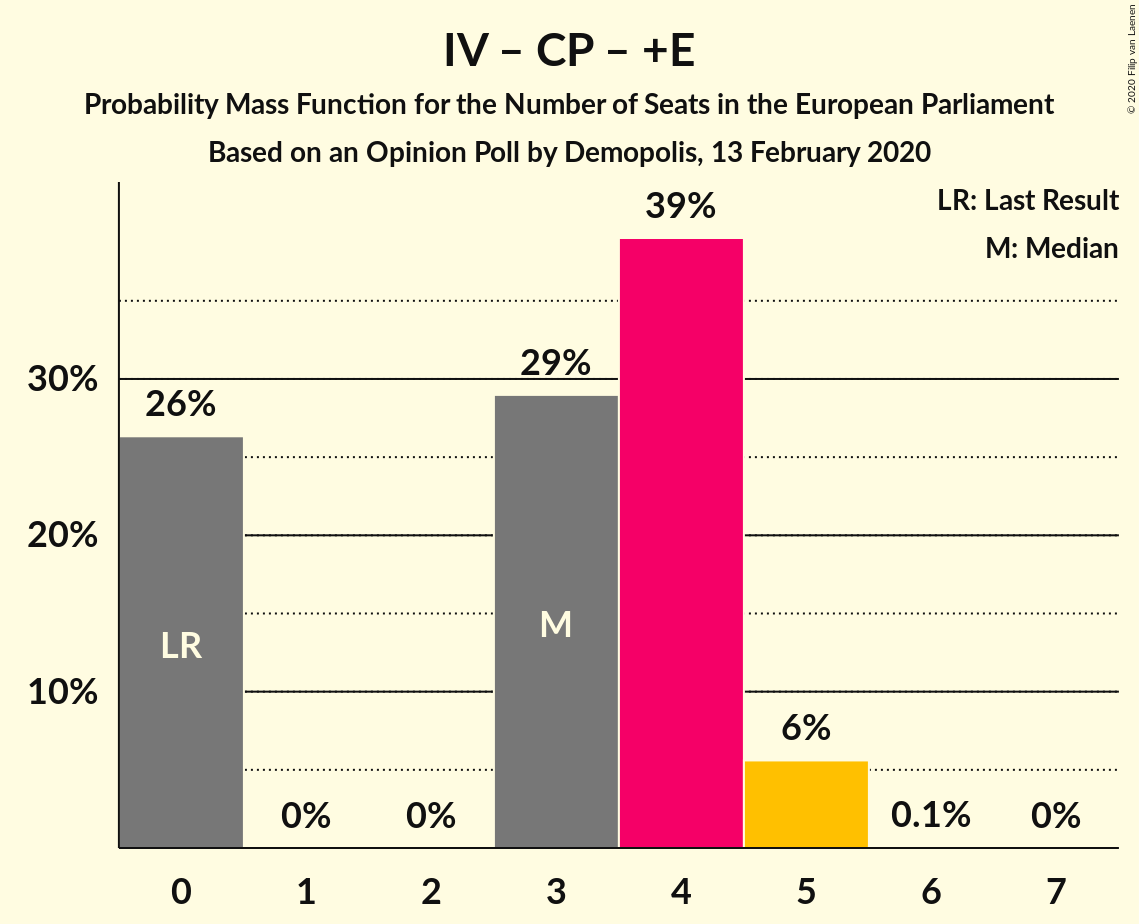 IV – CP – +E
Probability Mass Function for the Number of Seats in the European Parliament
Based on an Opinion Poll by Demopolis, 13 February 2020
© 2020 Filip van Laenen
LR: Last Result
M: Median
39%
29%
26%
6%
0%
0%
0.1%
0%
LR
M
30%
20%
10%
0 1 2 3 4 5 6 7